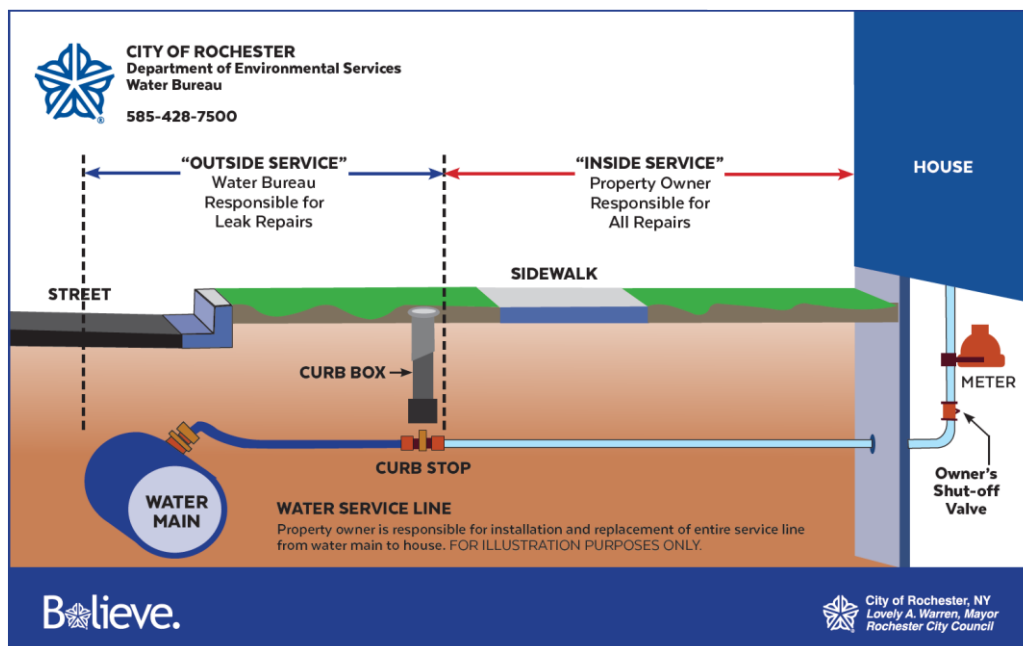 CITY OF ROCHESTER
Department of Environmental Services
Water Bureau
585-428-7500
®
"OUTSIDE SERVICE"
Water Bureau
Responsible for
Leak Repairs
"INSIDE SERVICE"
Property Owner
Responsible for
All Repairs
HOUSE
STREET
SIDEWALK
CURB BOX
METER
CURB STOP
WATER
MAIN
Owner's
Shut-off
Valve
WATER SERVICE LINE
Property owner is responsible for installation and replacement of entire service line
from water main to house. FOR ILLUSTRATION PURPOSES ONLY.
B lieve.
City of Rochester, NY
Lovely A. Warren, Mayor
Rochester City Council